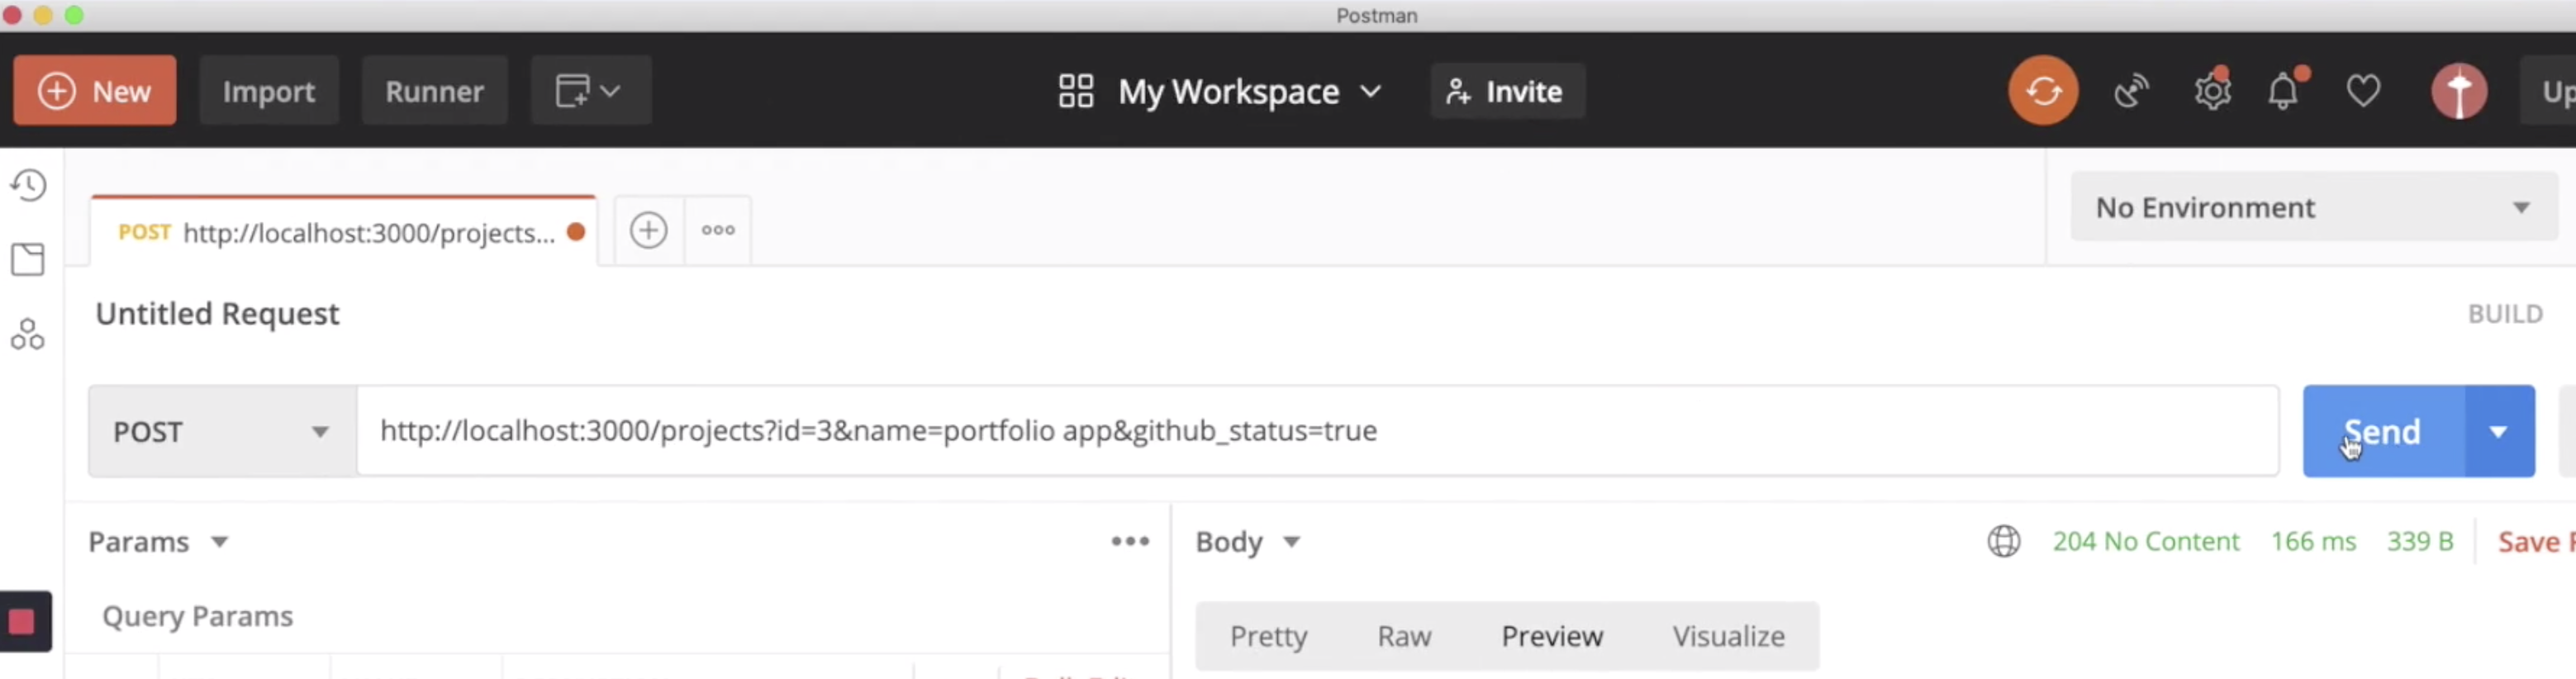 Postman
New Import Runner My Workspace Invite
POST http://localhost:3000/projects... No Environment
Untitled Request BUILD
POST http://localhost:3000/projects?id=3&name=portfolio app&github_status=true Send
Params Body 204 No Content 166 ms 339 B Save
Query Params
Pretty Raw Preview Visualize